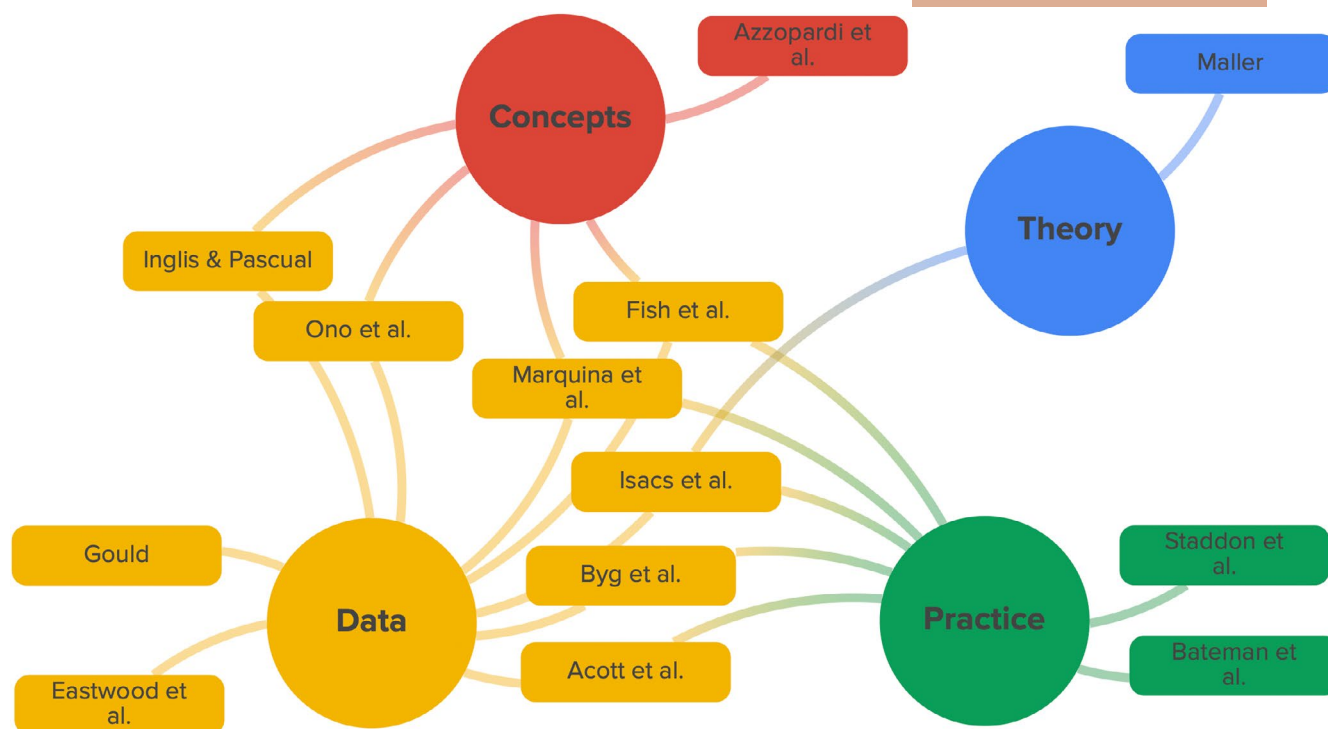 Azzopardi et
al.
Maller
Concepts
Theory
Inglis & Pascual
Ono et al.
Fish et al.
Marquina et
al.
Isacs et al.
Gould
Byg et al.
Staddon et
al.
Data
Practice
Acott et al.
Bateman et
al.
Eastwood et
al.